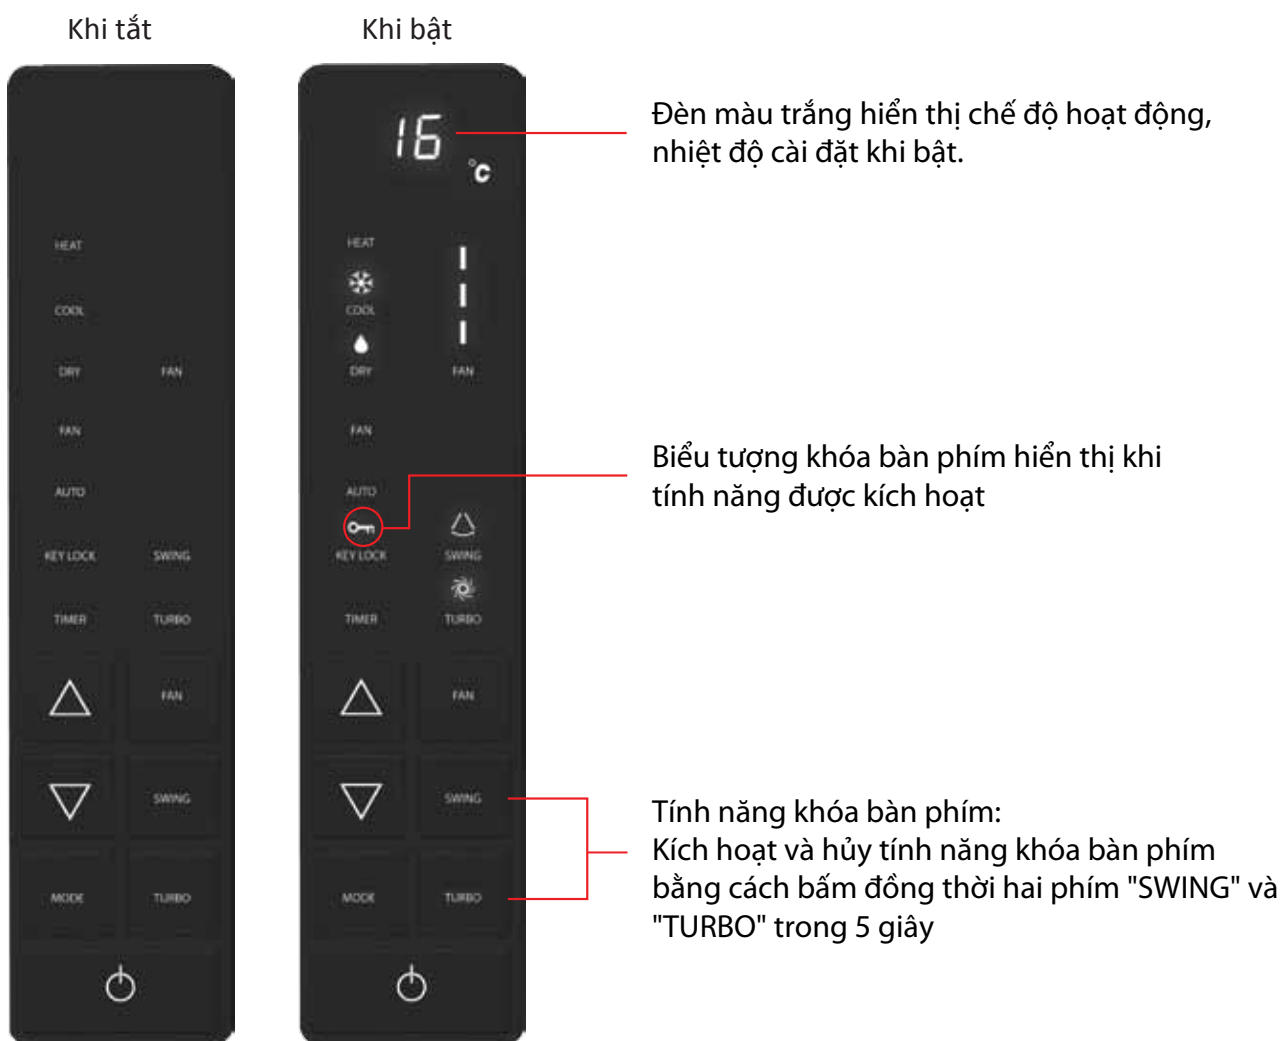 Khi tắt
HEAT
COOL
DRY FAN
FAN
AUTO
KEY LOCK SWING
TIMER TURBO
FAN
SWING
MODE TURBO
Khi bật
16 °C
HEAT
COOL
DRY FAN
FAN
AUTO
KEY LOCK SWING
TIMER TURBO
FAN
SWING
MODE TURBO
Đèn màu trắng hiển thị chế độ hoạt động,
nhiệt độ cài đặt khi bật.
Biểu tượng khóa bàn phím hiển thị khi
tính năng được kích hoạt
Tính năng khóa bàn phím:
Kích hoạt và hủy tính năng khóa bàn phím
bằng cách bấm đồng thời hai phím "SWING" và
"TURBO" trong 5 giây